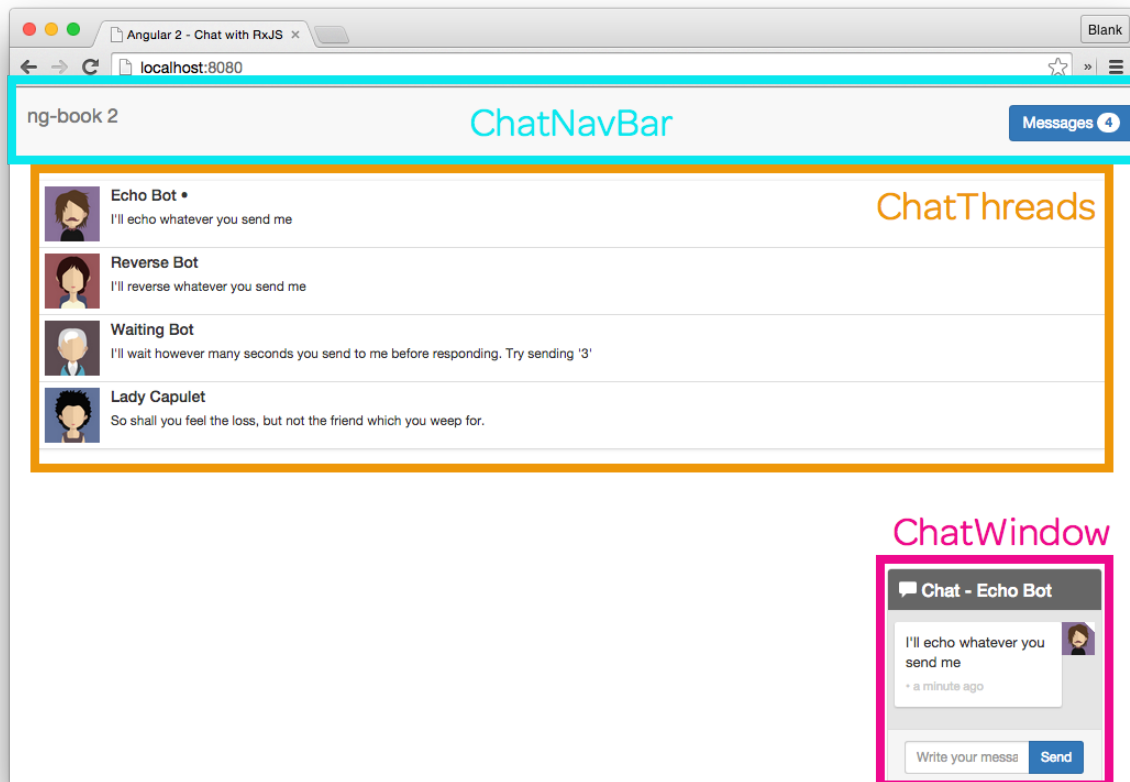 Angular 2 - Chat with RxJS ×
Blank
localhost:8080
»
ng-book 2
ChatNavBar
Messages 4
ChatThreads
Echo Bot •
I'll echo whatever you send me
Reverse Bot
I'll reverse whatever you send me
Waiting Bot
I'll wait however many seconds you send to me before responding. Try sending '3'
Lady Capulet
So shall you feel the loss, but not the friend which you weep for.
ChatWindow
Chat - Echo Bot
I'll echo whatever you
send me
• a minute ago
Write your messa
Send